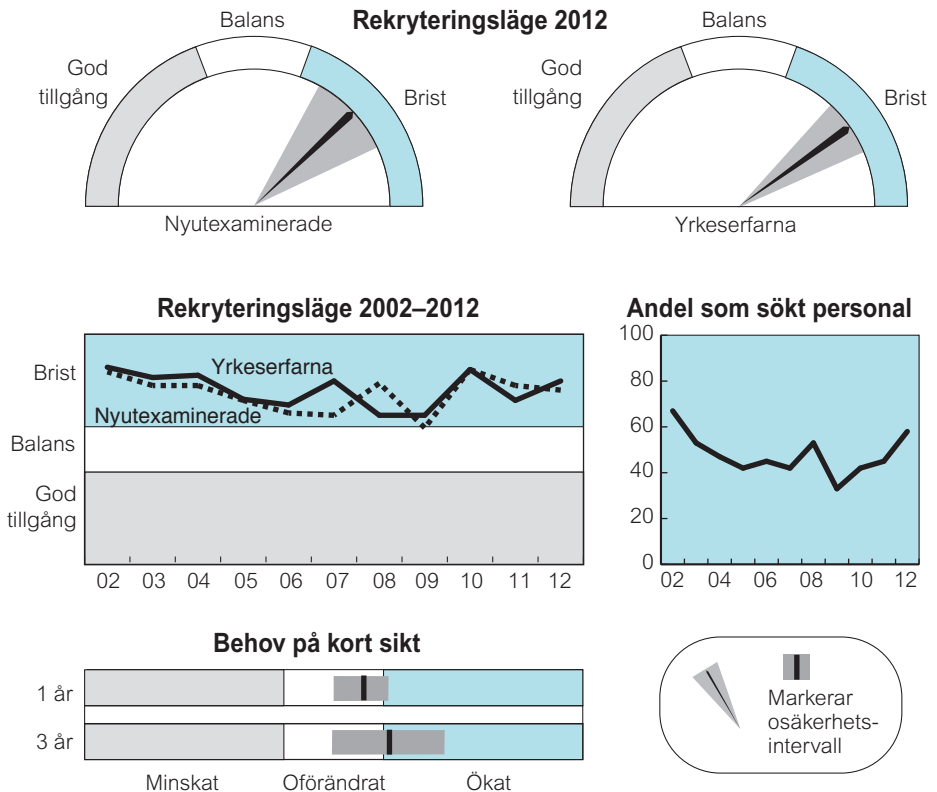 Rekryteringsläge 2012
Balans
God
tillgång
Brist
Nyutexaminerade
Balans
God
tillgång
Brist
Yrkeserfarna
Rekryteringsläge 2002–2012
Brist
Balans
God
tillgång
Yrkeserfarna
Nyutexaminerade
02 03 04 05 06 07 08 09 10 11 12
Andel som sökt personal
100
80
60
40
20
0
02 04 06 08 10 12
Behov på kort sikt
1 år
3 år
Minskat Oförändrat Ökat
Markerar
osäkerhets-
intervall